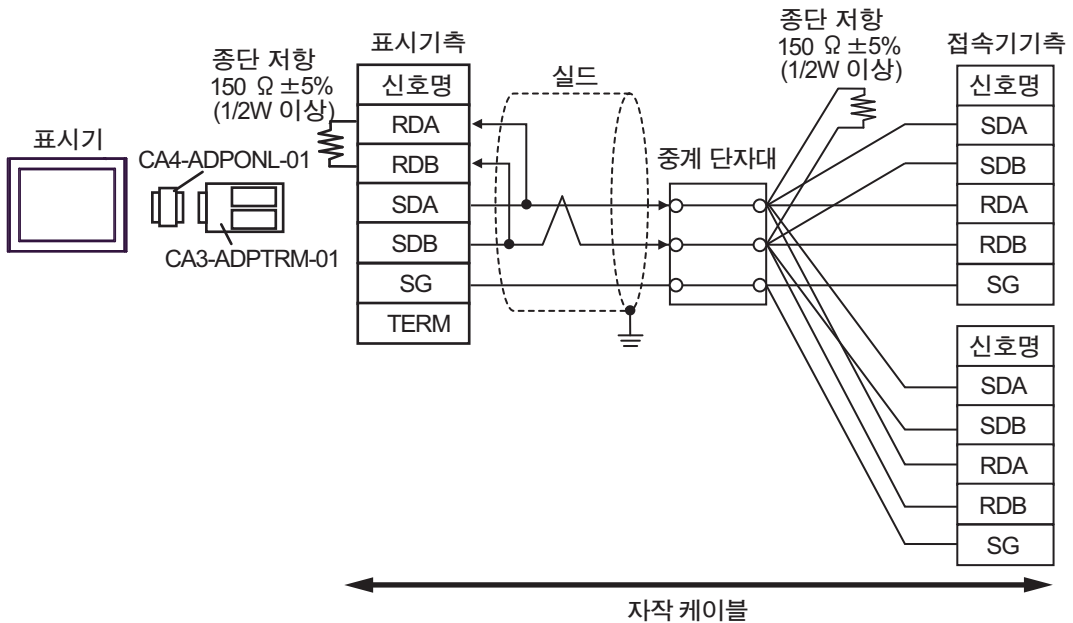 표시기
CA4-ADPONL-01
CA3-ADPTRM-01
종단 저항
150 Ω ±5%
(1/2W 이상)
표시기측
신호명
RDA
RDB
SDA
SDB
SG
TERM
실드
중계 단자대
종단 저항
150 Ω ±5%
(1/2W 이상)
접속기기측
신호명
SDA
SDB
RDA
RDB
SG
신호명
SDA
SDB
RDA
RDB
SG
자작 케이블